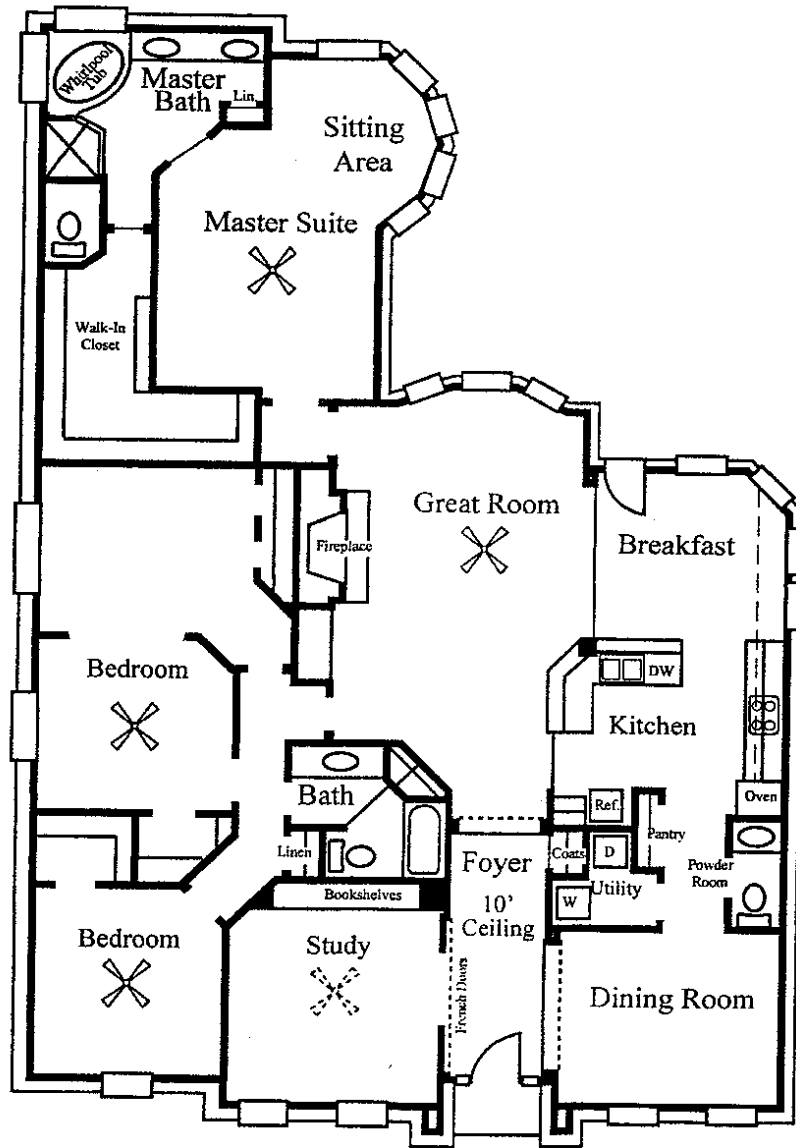 Whirlpool
Tub
Master
Bath
Lin.
Sitting
Area
Master Suite
Walk-In
Closet
Great Room
Fireplace
Breakfast
Bedroom
DW
Kitchen
Oven
Bath
Ref.
Pantry
Linen
Foyer
Coats
D
Powder
Room
Utility
W
Bookshelves
10'
Ceiling
Bedroom
Study
French Doors
Dining Room